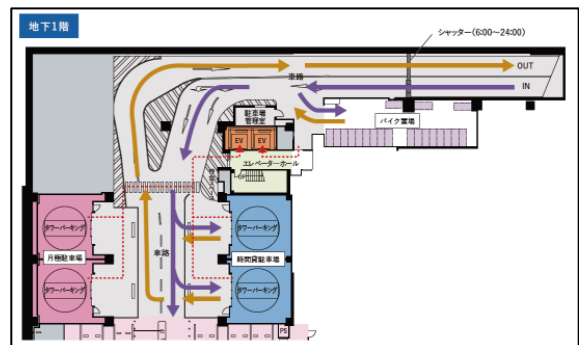 地下1階
シャッター(6:00~24:00)
OUT
車路
IN
駐車場
管理室
バイク置場
EV
EV
エレベーターホール
タワーパーキング
タワーパーキング
月極駐車場
車路
時間貸駐車場
タワーパーキング
タワーパーキング
PS